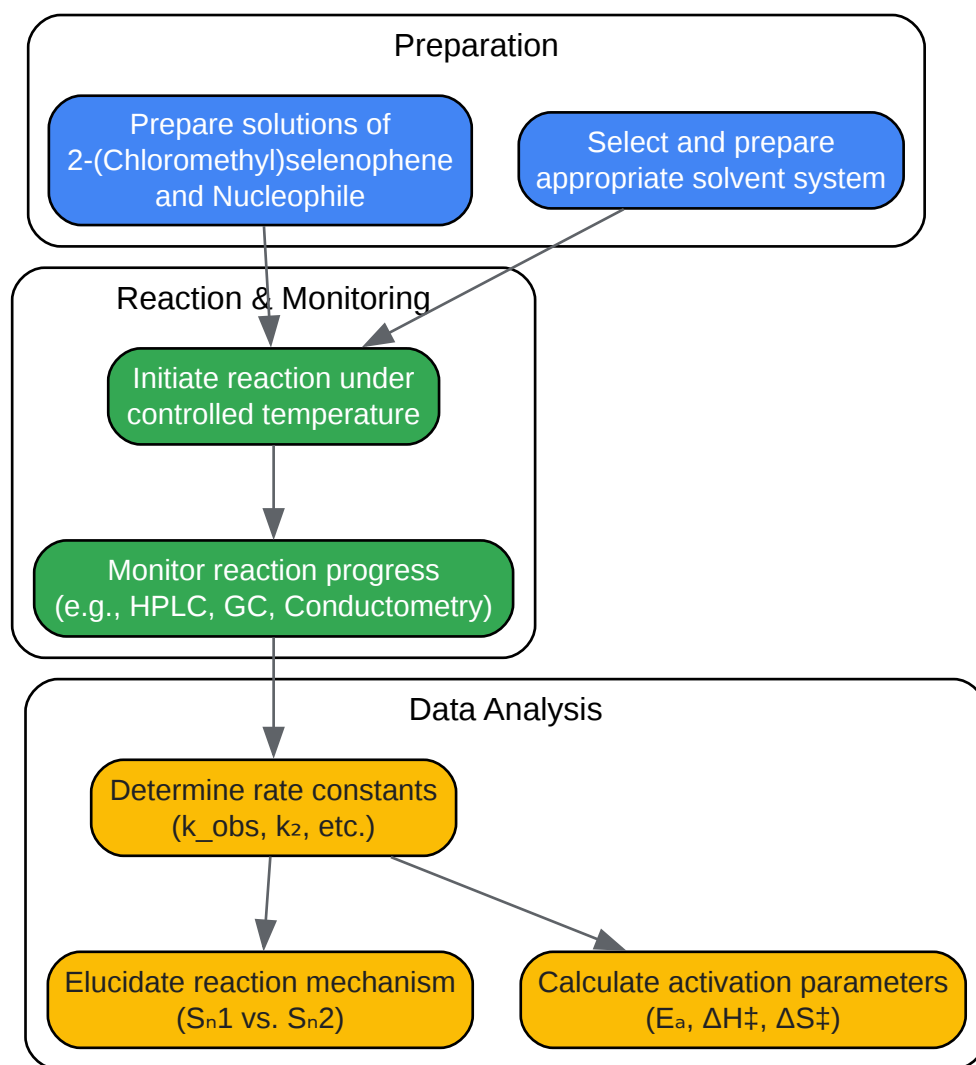 Preparation
Prepare solutions of
2-(Chloromethyl)selenophene
and Nucleophile
Select and prepare
appropriate solvent system
Reaction & Monitoring
Initiate reaction under
controlled temperature
Monitor reaction progress
(e.g., HPLC, GC, Conductometry)
Data Analysis
Determine rate constants
(k_obs, k₂, etc.)
Elucidate reaction mechanism
(Sₙ1 vs. Sₙ2)
Calculate activation parameters
(Eₐ, ΔH‡, ΔS‡)